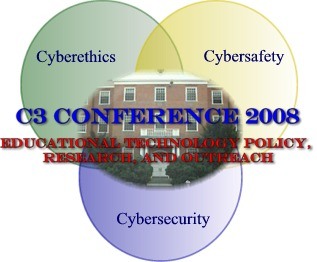 Cyberethics
Cybersafety
C3 CONFERENCE 2008
EDUCATIONAL TECHNOLOGY POLICY,
RESEARCH, AND OUTREACH
Cybersecurity